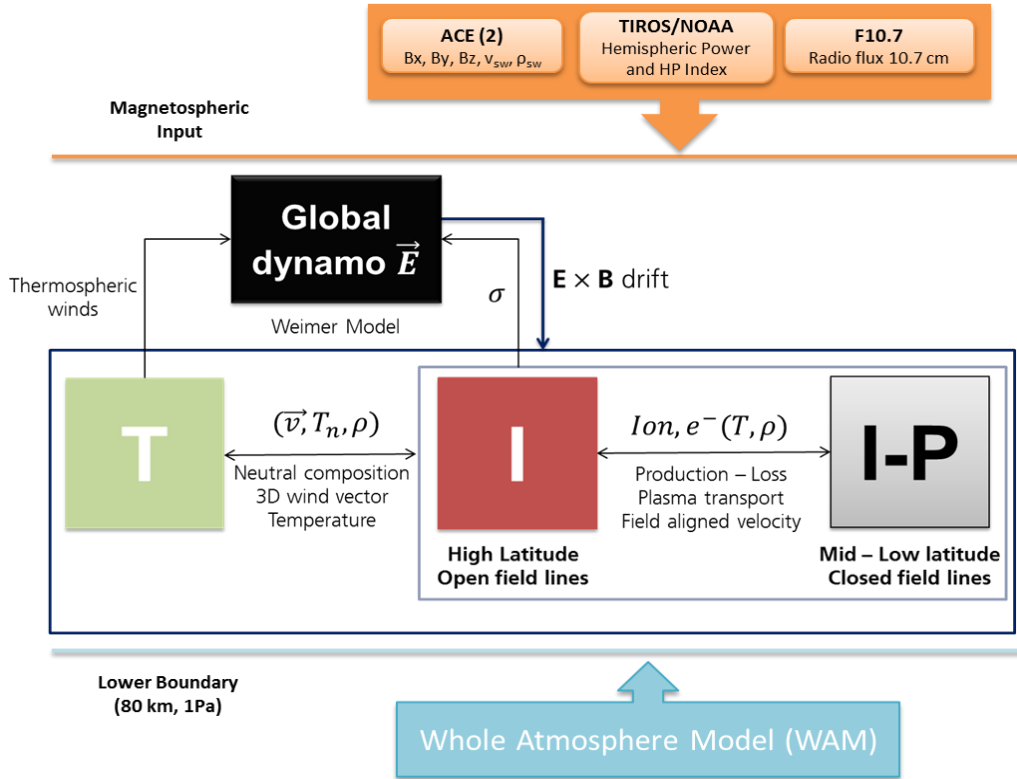 ACE (2)
Bx, By, Bz, v_sw, ρ_sw
TIROS/NOAA
Hemispheric Power
and HP Index
F10.7
Radio flux 10.7 cm
Magnetospheric
Input
Global
dynamo E⃗
Weimer Model
Thermospheric
winds
σ
E × B drift
T
(v⃗, T_n, ρ)
Neutral composition
3D wind vector
Temperature
I
High Latitude
Open field lines
Ion, e⁻(T, ρ)
Production – Loss
Plasma transport
Field aligned velocity
I-P
Mid – Low latitude
Closed field lines
Lower Boundary
(80 km, 1Pa)
Whole Atmosphere Model (WAM)